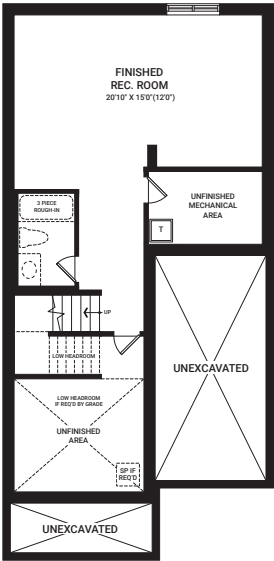 FINISHED
REC. ROOM
20'10" X 15'0"(12'0")
3 PIECE
ROUGH-IN
UNFINISHED
MECHANICAL
AREA
T
UP
LOW HEADROOM
UNEXCAVATED
LOW HEADROOM
IF REQ'D BY GRADE
UNFINISHED
AREA
SP IF
REQ'D
UNEXCAVATED